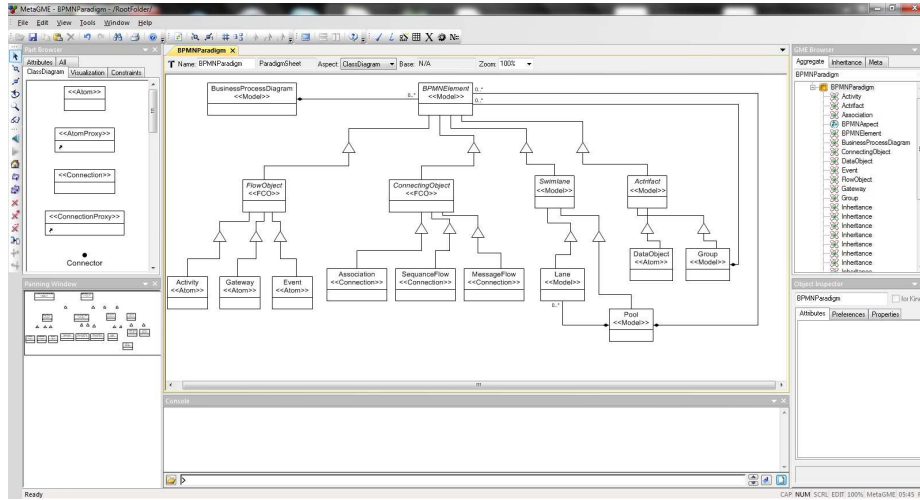 MetaGME - BPMNParadigm - /RootFolder/
File Edit View Tools Window Help
Part Browser
Attributes All
ClassDiagram Visualization Constraints
<<Atom>>
<<AtomProxy>>
<<Connection>>
<<ConnectionProxy>>
Connector
Panning Window
BPMNParadigm X
Name: BPMNParadigm ParadigmSheet Aspect: ClassDiagram Base: N/A Zoom: 100%
BusinessProcessDiagram
<<Model>>
0..*
BPMNElement
<<Model>>
0..*
0..*
FlowObject
<<FCO>>
ConnectingObject
<<FCO>>
Swimlane
<<Model>>
Actrifact
<<Model>>
Activity
<<Atom>>
Gateway
<<Atom>>
Event
<<Atom>>
Association
<<Connection>>
SequanceFlow
<<Connection>>
MessageFlow
<<Connection>>
Lane
<<Model>>
0..*
DataObject
<<Atom>>
Group
<<Model>>
Pool
<<Model>>
Console
GME Browser
Aggregate Inheritance Meta
BPMNParadigm
BPMNParadigm
Activity
Actrifact
Association
BPMNAspect
BPMNElement
BusinessProcessDiagram
ConnectingObject
DataObject
Event
FlowObject
Gateway
Group
Inheritance
Inheritance
Inheritance
Inheritance
Inheritance
Inheritance
Inheritance
Inheritance
Object Inspector
BPMNParadigm for Kin
Attributes Preferences Properties
Ready
CAP NUM SCRL EDIT 100% MetaGME 05:45